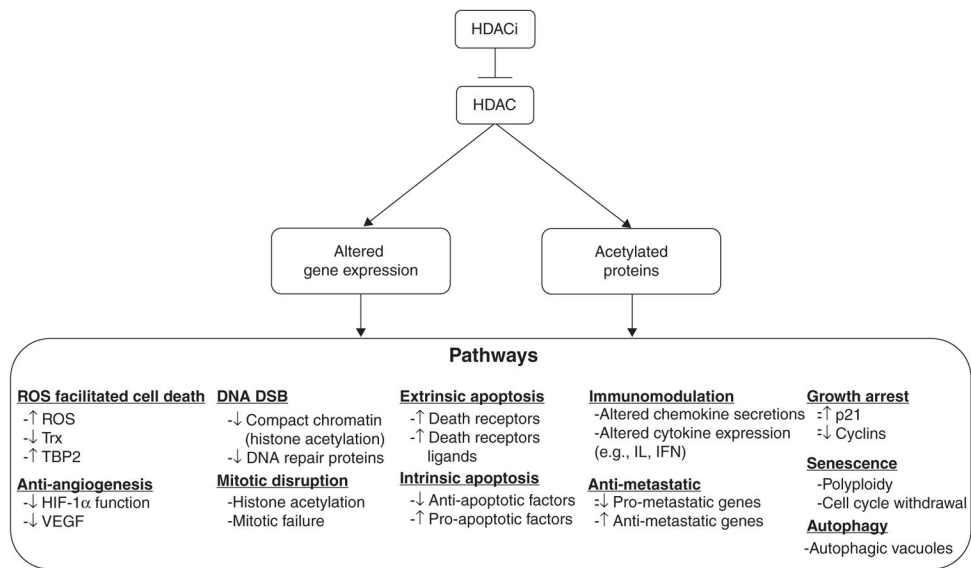 HDACi
HDAC
Altered
gene expression
Acetylated
proteins
Pathways
ROS facilitated cell death
-↑ ROS
-↓ Trx
-↑ TBP2
Anti-angiogenesis
-↓ HIF-1α function
-↓ VEGF
DNA DSB
-↓ Compact chromatin
(histone acetylation)
-↓ DNA repair proteins
Mitotic disruption
-Histone acetylation
-Mitotic failure
Extrinsic apoptosis
-↑ Death receptors
-↑ Death receptors
ligands
Intrinsic apoptosis
-↓ Anti-apoptotic factors
-↑ Pro-apoptotic factors
Immunomodulation
-Altered chemokine secretions
-Altered cytokine expression
(e.g., IL, IFN)
Anti-metastatic
-↓ Pro-metastatic genes
-↑ Anti-metastatic genes
Growth arrest
-↑ p21
-↓ Cyclins
Senescence
-Polyploidy
-Cell cycle withdrawal
Autophagy
-Autophagic vacuoles